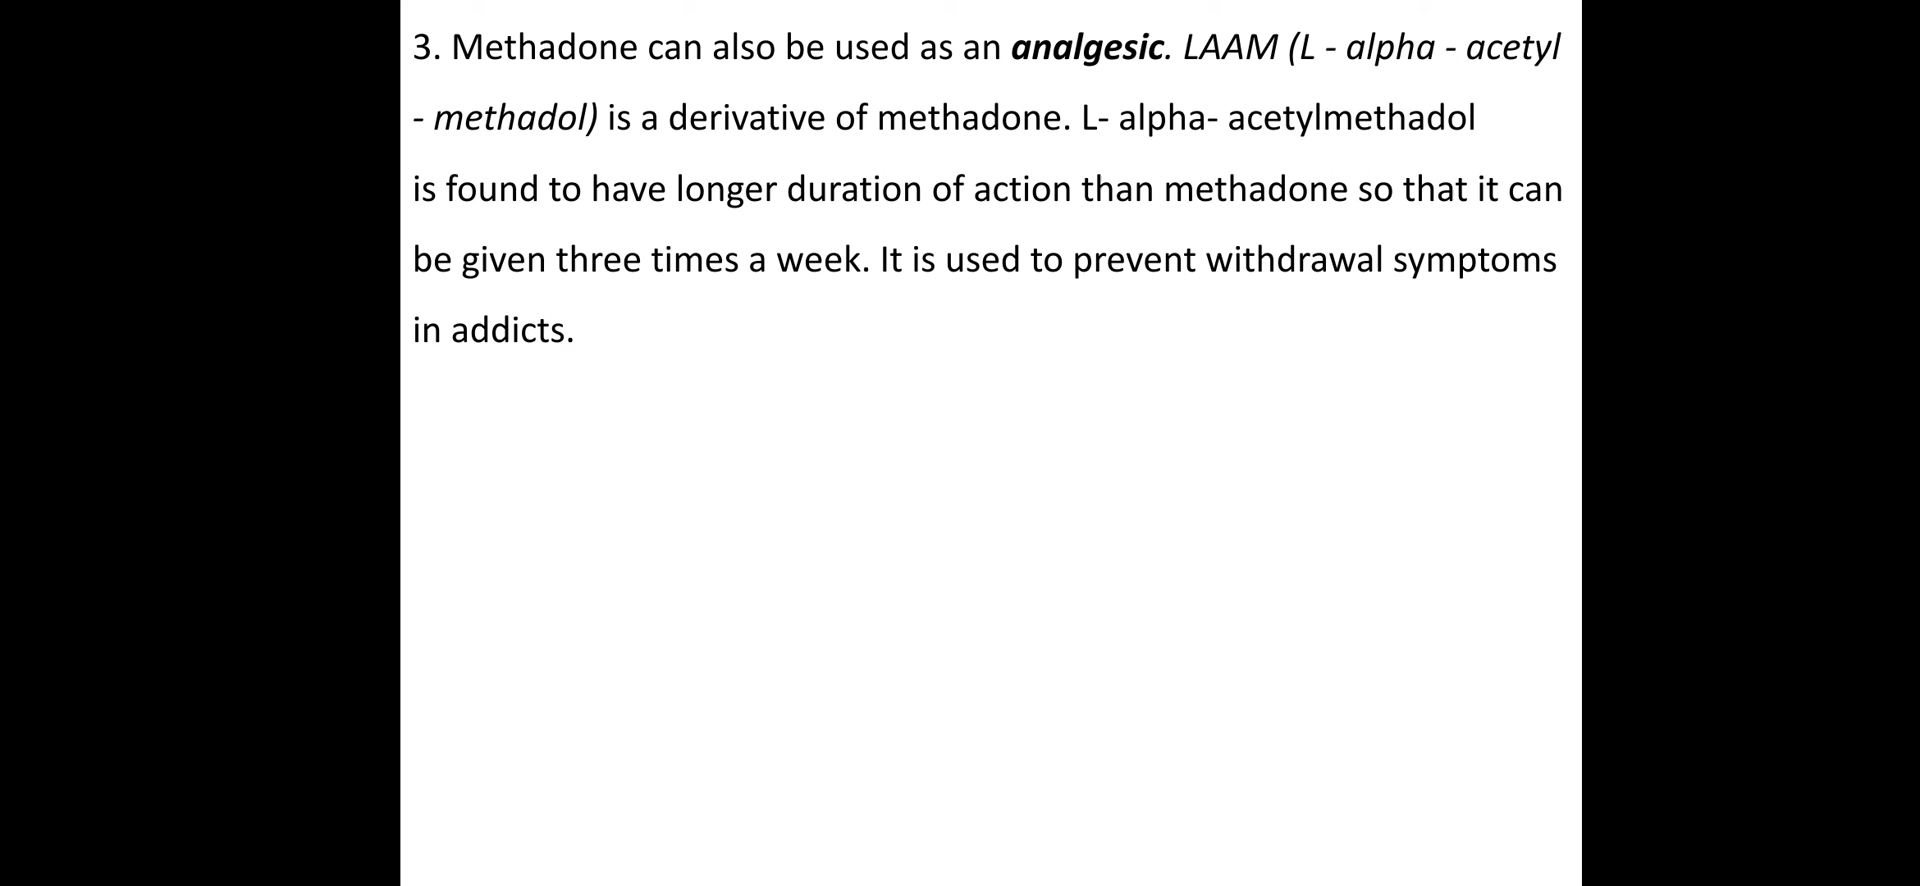 3. Methadone can also be used as an analgesic. LAAM (L - alpha - acetyl
- methadol) is a derivative of methadone. L- alpha- acetylmethadol
is found to have longer duration of action than methadone so that it can
be given three times a week. It is used to prevent withdrawal symptoms
in addicts.